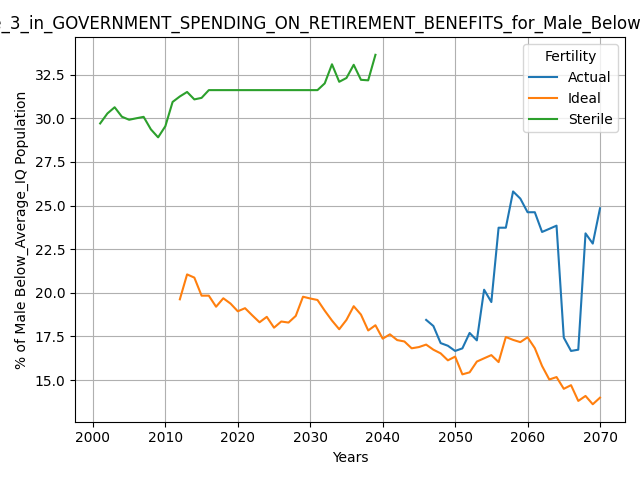 _3_in_GOVERNMENT_SPENDING_ON_RETIREMENT_BENEFITS_for_Male_Below
Fertility
Actual
Ideal
Sterile
% of Male Below_Average_IQ Population
32.5
30.0
27.5
25.0
22.5
20.0
17.5
15.0
2000 2010 2020 2030 2040 2050 2060 2070
Years